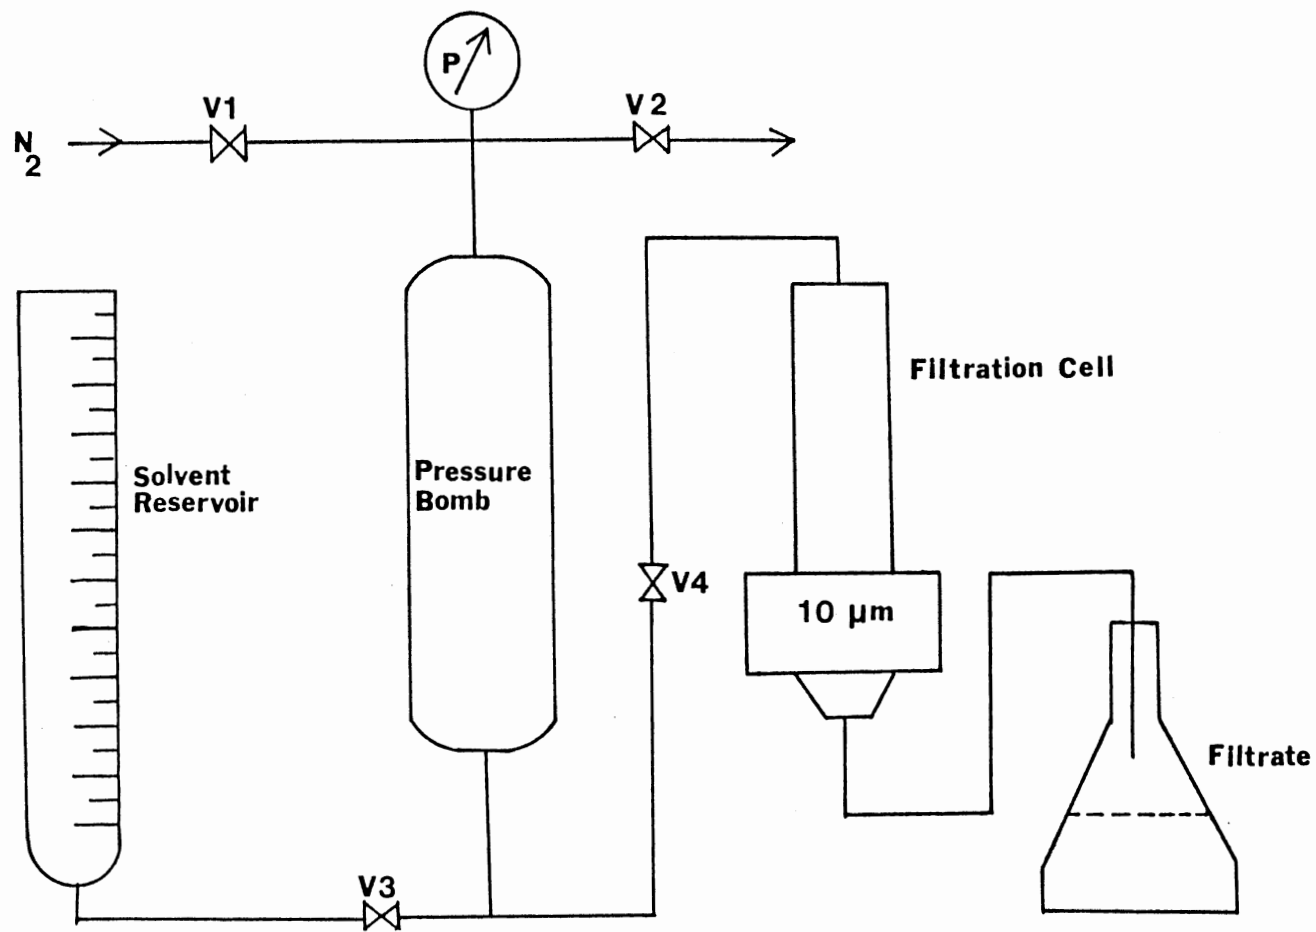 P
V1
V2
N2
Filtration Cell
Solvent
Reservoir
Pressure
Bomb
V4
10 µm
Filtrate
V3